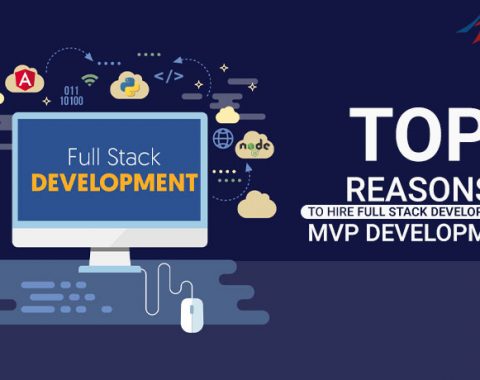 011
10100
</>
node
Full Stack
DEVELOPMENT
TOP
REASONS
TO HIRE FULL STACK DEVELOP
MVP DEVELOPM